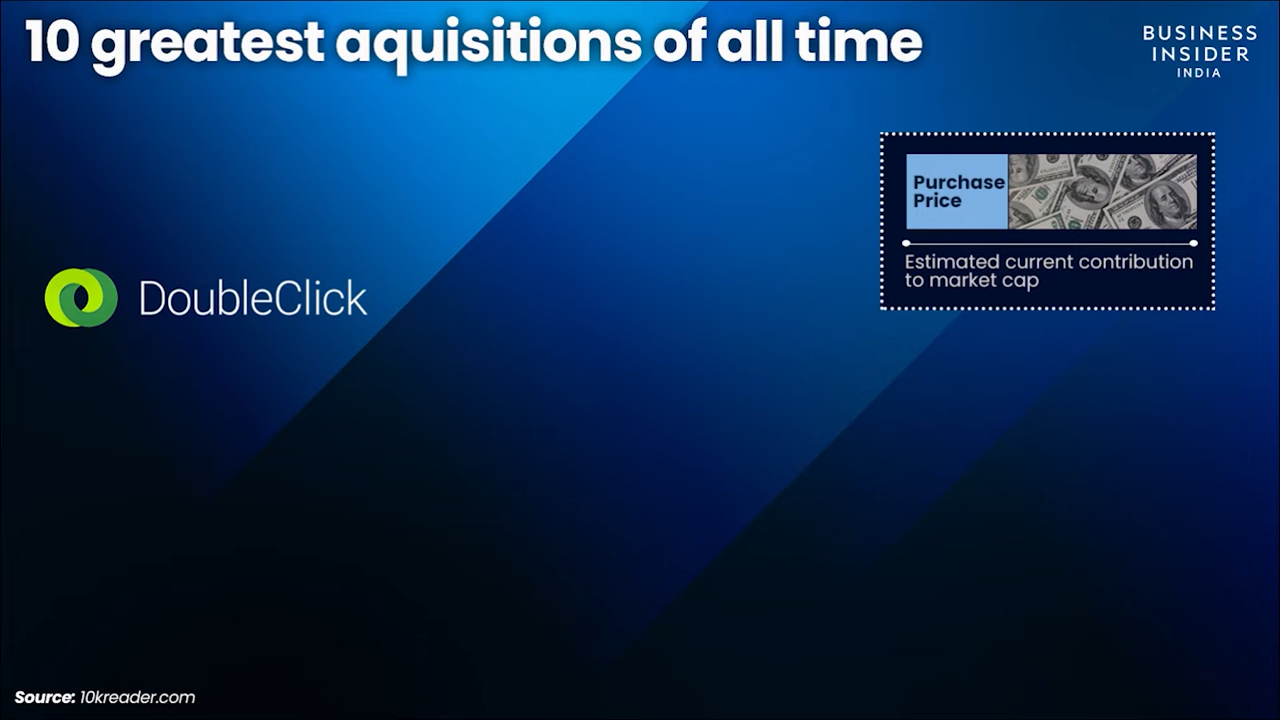 10 greatest aquisitions of all time
BUSINESS
INSIDER
INDIA
Purchase
Price
Estimated current contribution
to market cap
DoubleClick
Source: 10kreader.com